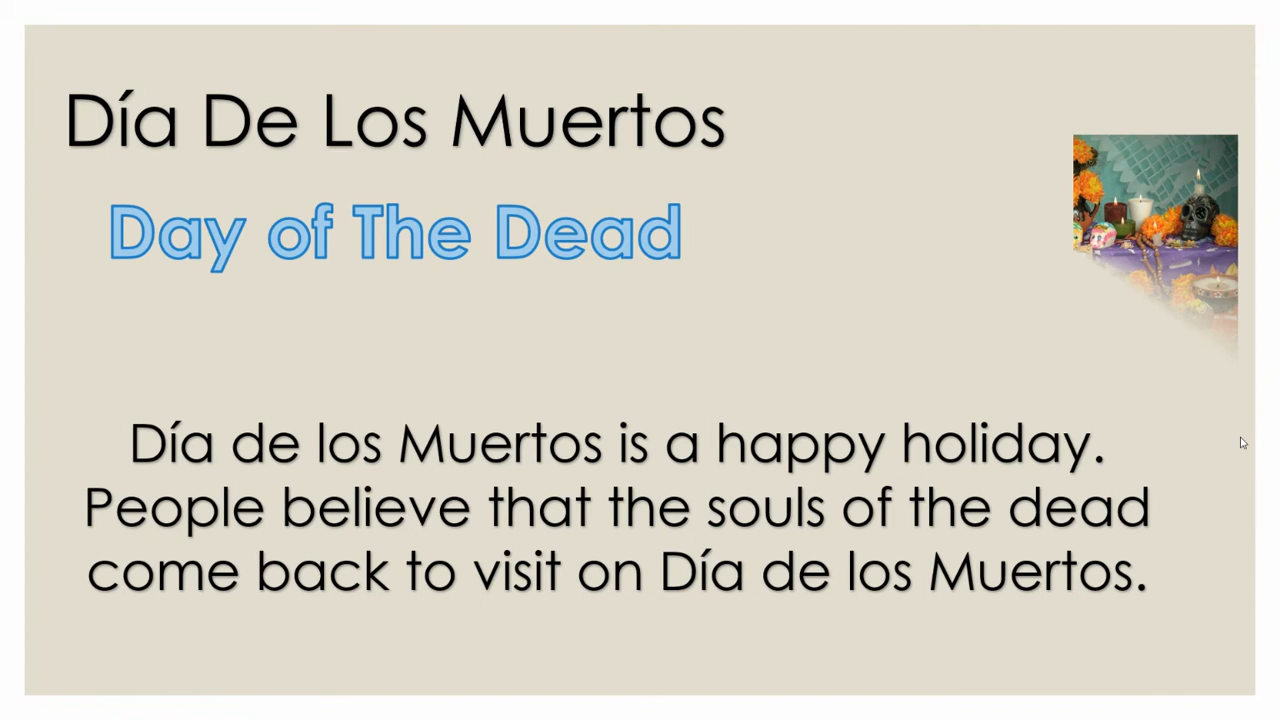 Día De Los Muertos
Day of The Dead
Día de los Muertos is a happy holiday.
People believe that the souls of the dead
come back to visit on Día de los Muertos.